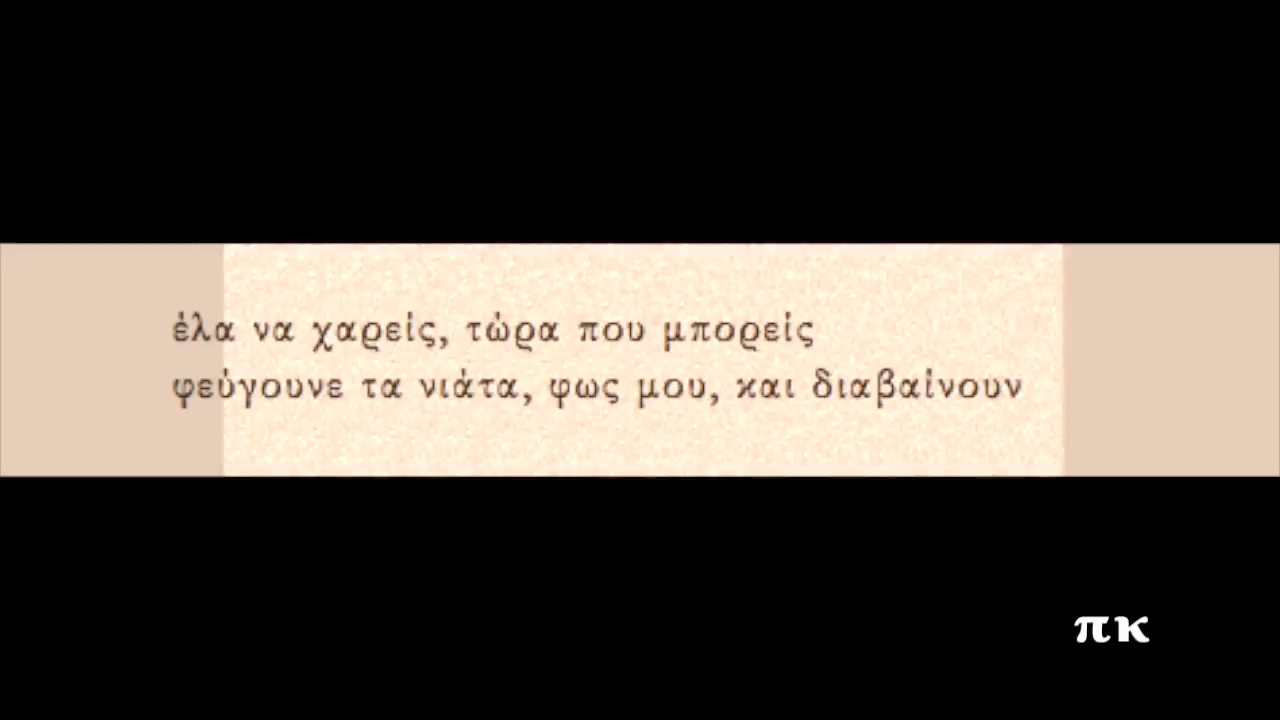 έλα να χαρείς, τώρα που μπορείς
φεύγουνε τα νιάτα, φως μου, και διαβαίνουν
πκ